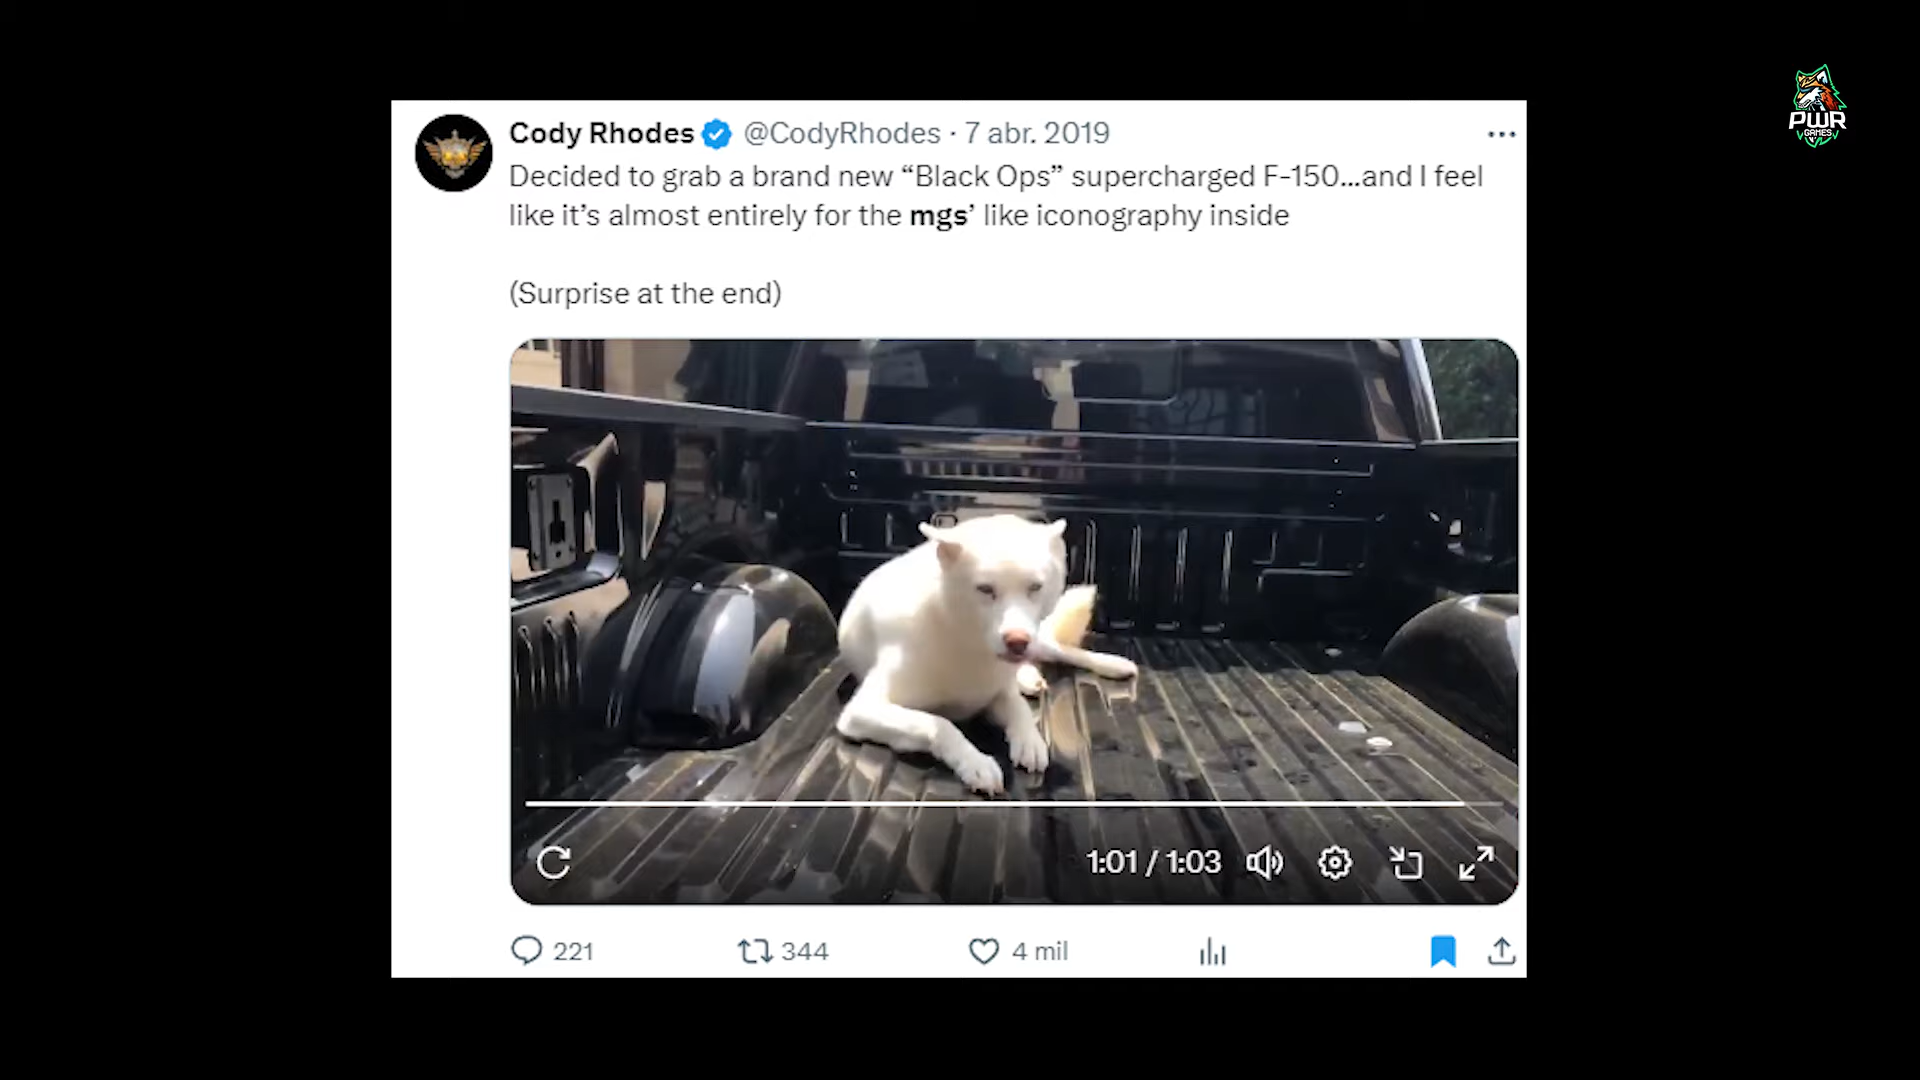 Cody Rhodes @CodyRhodes · 7 abr. 2019
Decided to grab a brand new “Black Ops” supercharged F-150...and I feel
like it’s almost entirely for the mgs’ like iconography inside
(Surprise at the end)
1:01 / 1:03
221 344 4 mil
PWR
GAMES